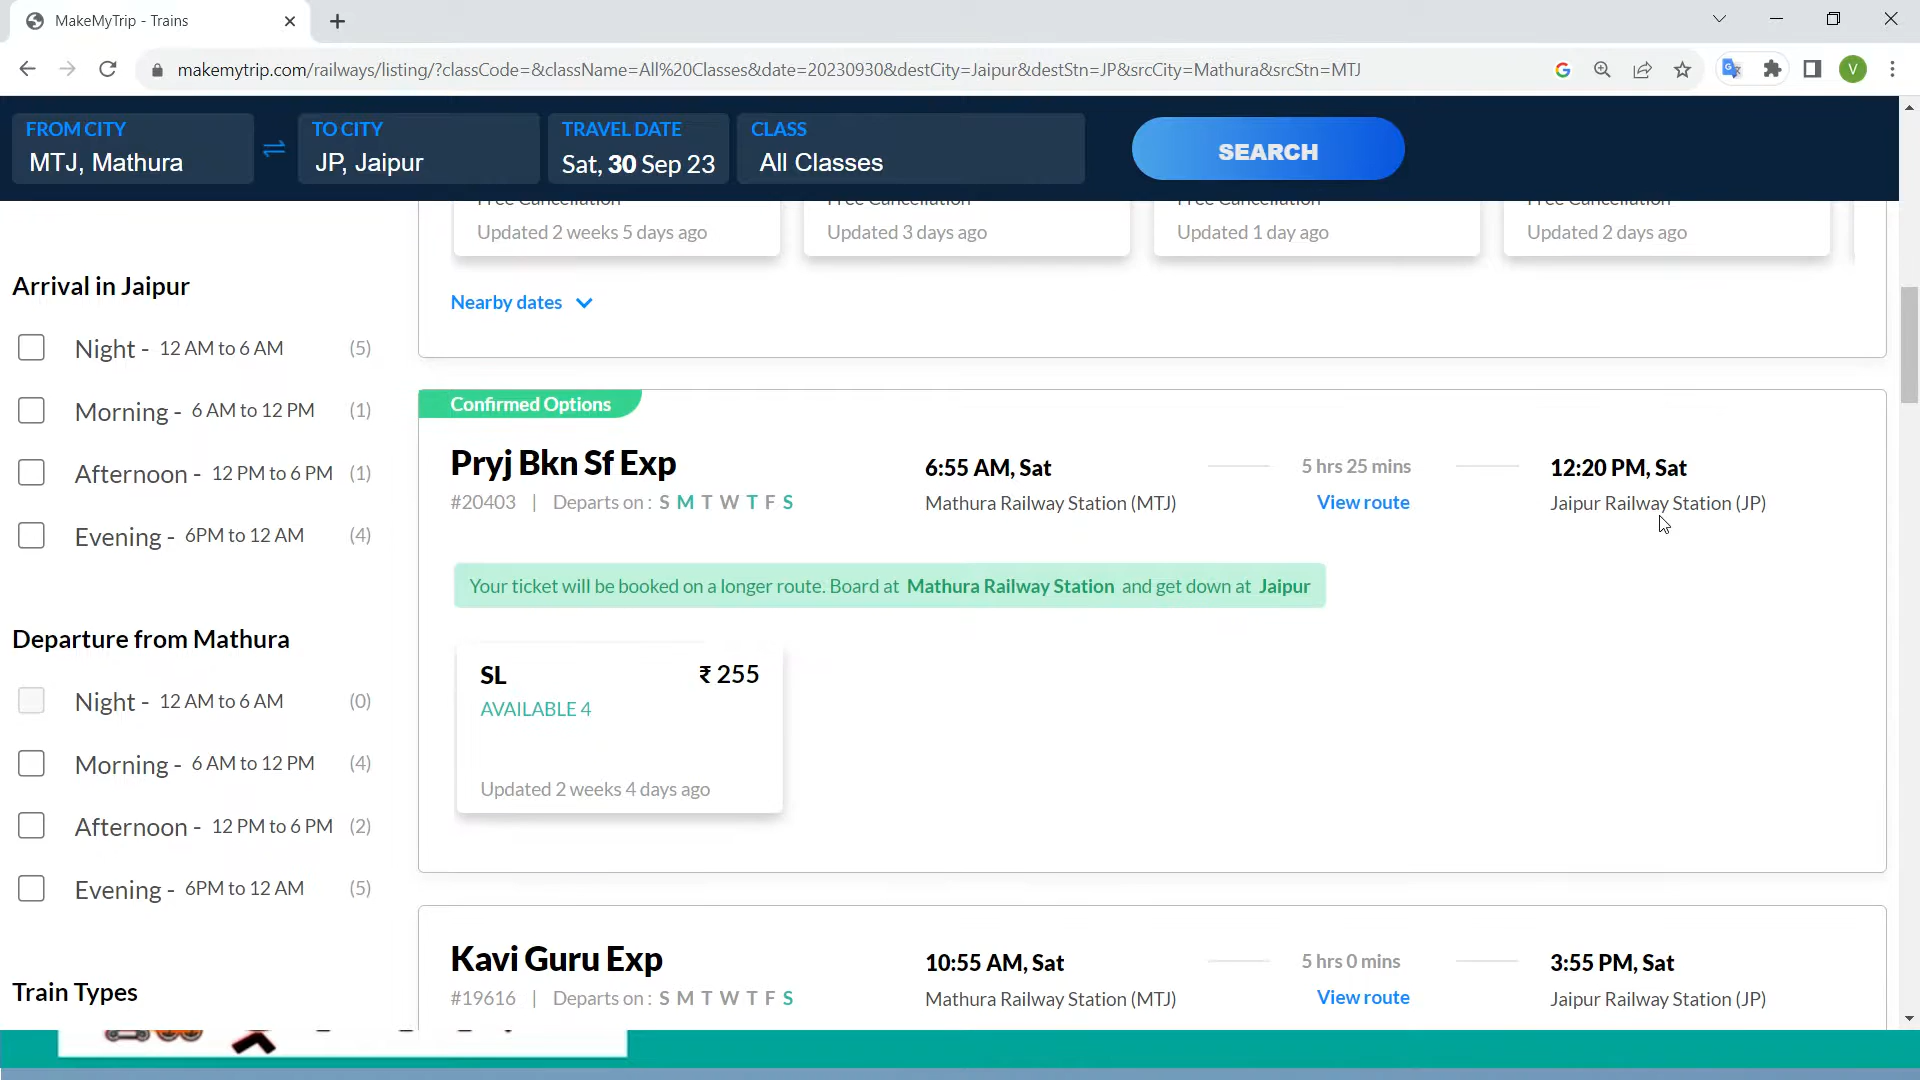 MakeMyTrip - Trains
makemytrip.com/railways/listing/?classCode=&className=All%20Classes&date=20230930&destCity=Jaipur&destStn=JP&srcCity=Mathura&srcStn=MTJ
V
FROM CITY
MTJ, Mathura
TO CITY
JP, Jaipur
TRAVEL DATE
Sat, 30 Sep 23
CLASS
All Classes
SEARCH
Free Cancellation
Free Cancellation
Free Cancellation
Free Cancellation
Updated 2 weeks 5 days ago
Updated 3 days ago
Updated 1 day ago
Updated 2 days ago
Nearby dates
Arrival in Jaipur
Night - 12 AM to 6 AM (5)
Morning - 6 AM to 12 PM (1)
Afternoon - 12 PM to 6 PM (1)
Evening - 6PM to 12 AM (4)
Departure from Mathura
Night - 12 AM to 6 AM (0)
Morning - 6 AM to 12 PM (4)
Afternoon - 12 PM to 6 PM (2)
Evening - 6PM to 12 AM (5)
Train Types
Confirmed Options
Pryj Bkn Sf Exp
#20403 | Departs on : S M T W T F S
6:55 AM, Sat
Mathura Railway Station (MTJ)
5 hrs 25 mins
View route
12:20 PM, Sat
Jaipur Railway Station (JP)
Your ticket will be booked on a longer route. Board at Mathura Railway Station and get down at Jaipur
SL ₹ 255
AVAILABLE 4
Updated 2 weeks 4 days ago
Kavi Guru Exp
#19616 | Departs on : S M T W T F S
10:55 AM, Sat
Mathura Railway Station (MTJ)
5 hrs 0 mins
View route
3:55 PM, Sat
Jaipur Railway Station (JP)